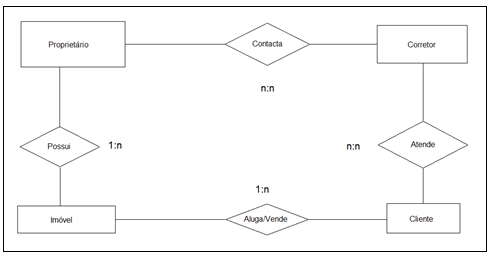 Proprietário
Contacta
Corretor
n:n
Possui
1:n
n:n
Atende
1:n
Imóvel
Aluga/Vende
Cliente